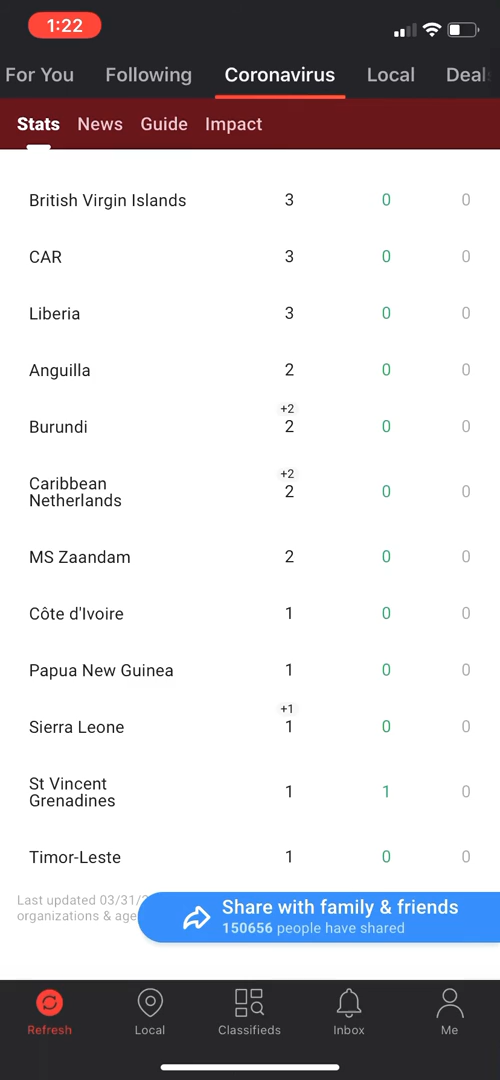 1:22
For You Following Coronavirus Local Deal
Stats News Guide Impact
British Virgin Islands 3 0 0
CAR 3 0 0
Liberia 3 0 0
Anguilla 2 0 0
+2
Burundi 2 0 0
+2
Caribbean
Netherlands 2 0 0
MS Zaandam 2 0 0
Côte d'Ivoire 1 0 0
Papua New Guinea 1 0 0
+1
Sierra Leone 1 0 0
St Vincent
Grenadines 1 1 0
Timor-Leste 1 0 0
Last updated 03/31/
organizations & age
Share with family & friends
150656 people have shared
Refresh Local Classifieds Inbox Me